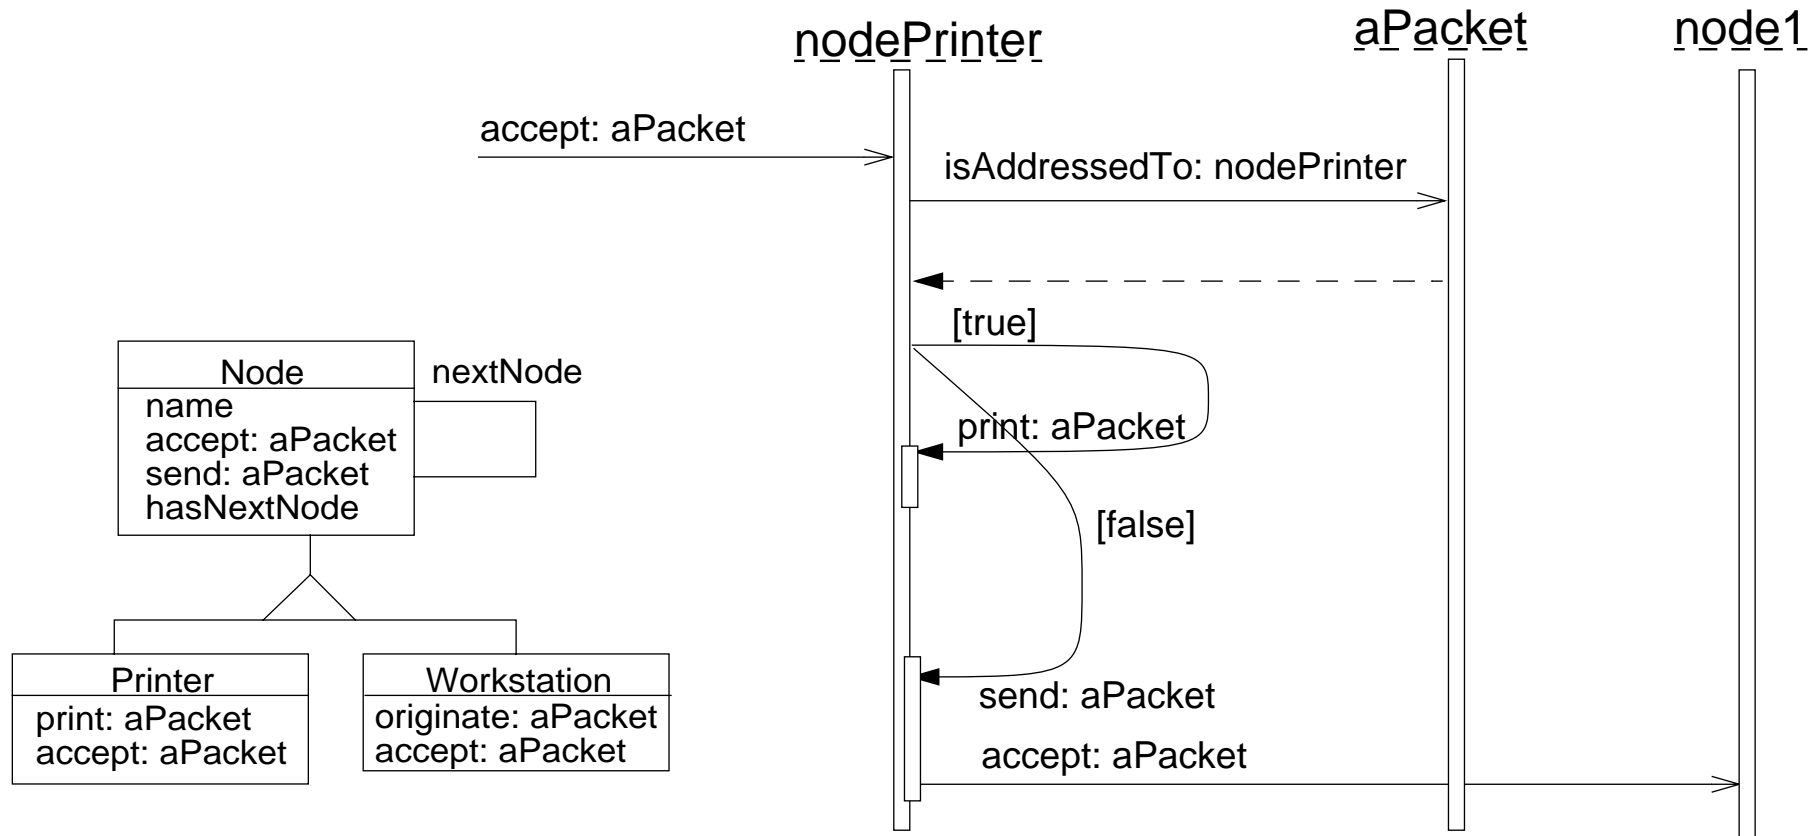 nodePrinter
aPacket
node1
accept: aPacket
isAddressedTo: nodePrinter
[true]
print: aPacket
[false]
send: aPacket
accept: aPacket
Node
nextNode
name
accept: aPacket
send: aPacket
hasNextNode
Printer
print: aPacket
accept: aPacket
Workstation
originate: aPacket
accept: aPacket